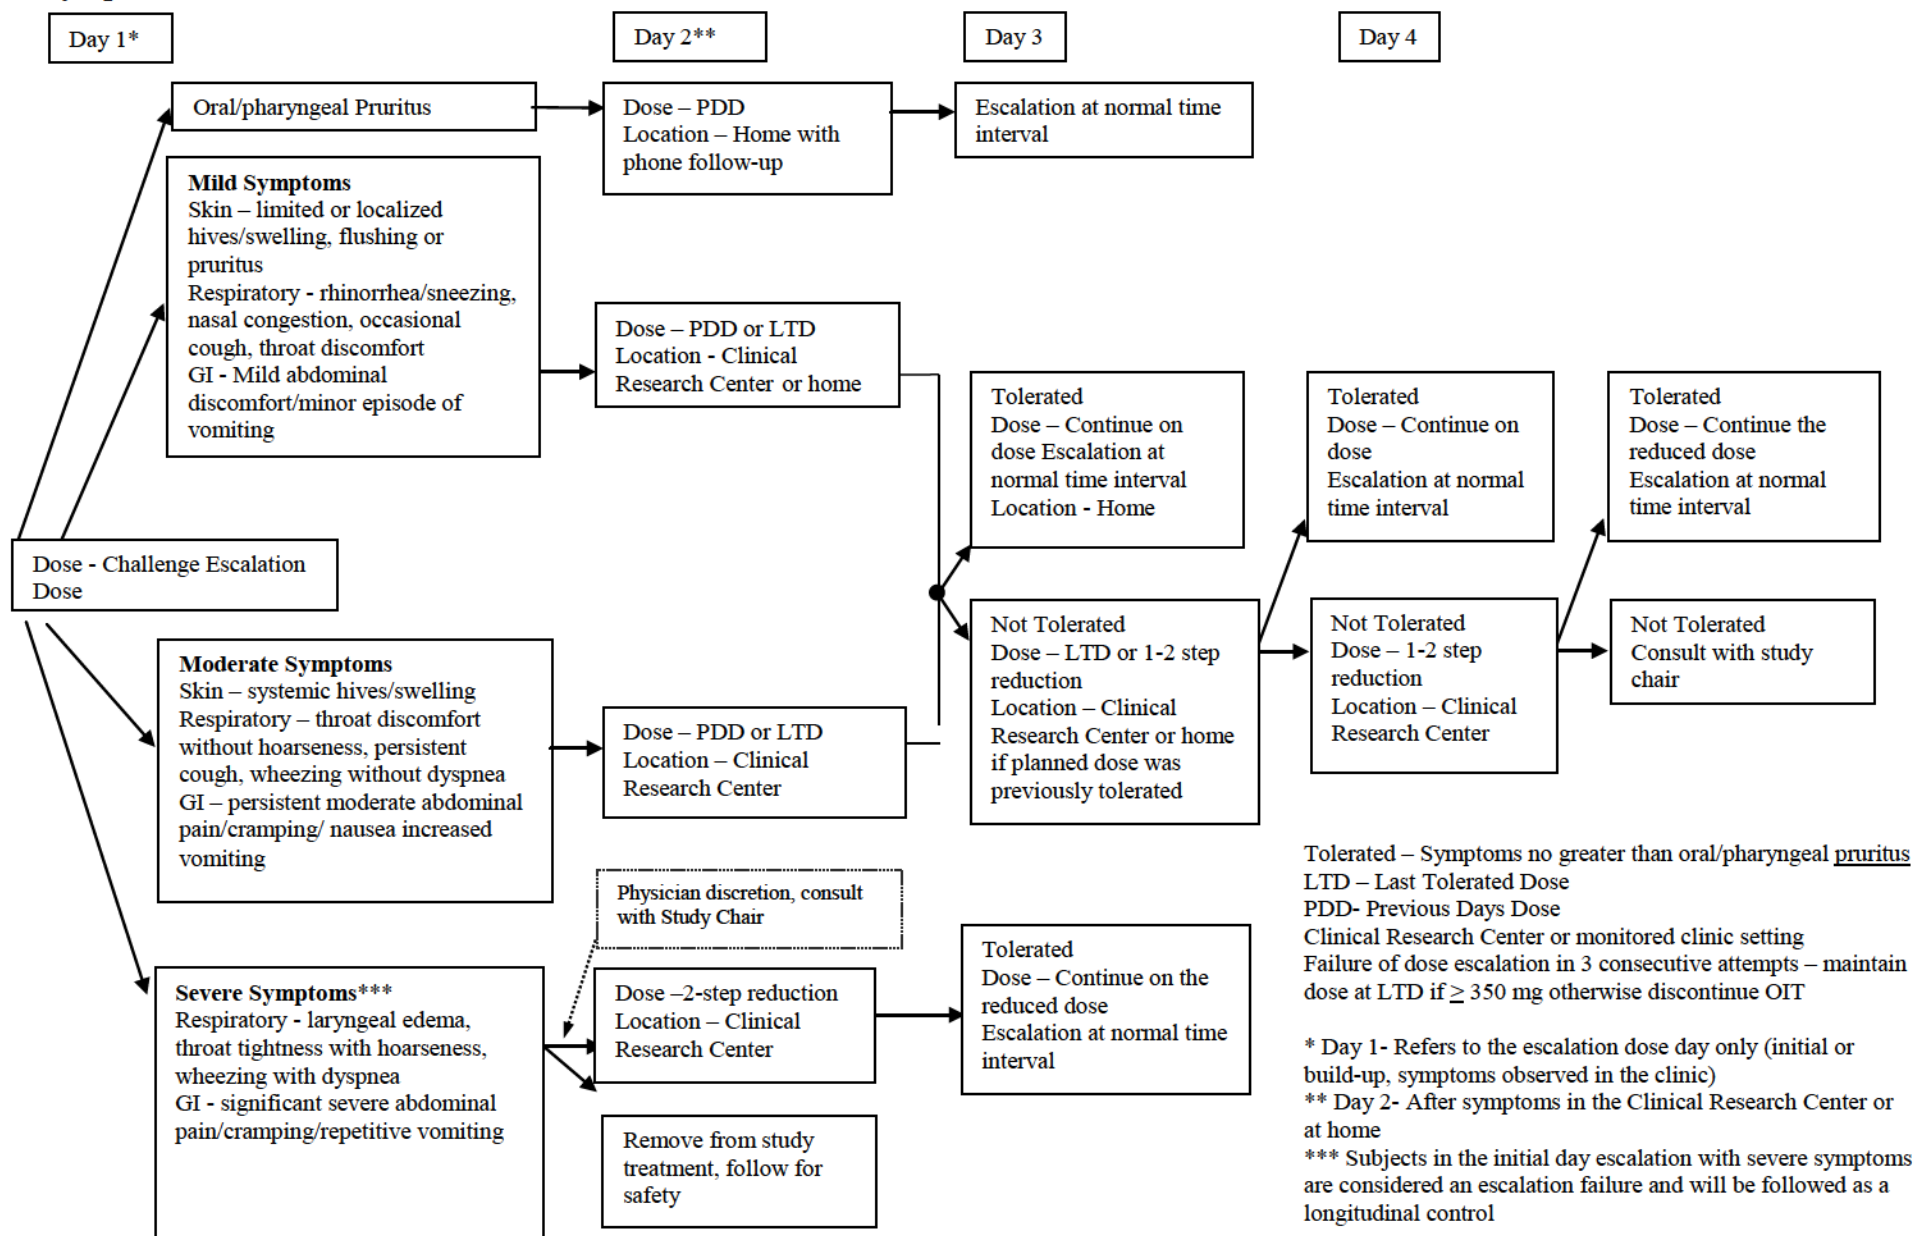 Day 1*
Day 2**
Day 3
Day 4
Oral/pharyngeal Pruritus
Dose – PDD
Location – Home with
phone follow-up
Escalation at normal time
interval
Mild Symptoms
Skin – limited or localized
hives/swelling, flushing or
pruritus
Respiratory - rhinorrhea/sneezing,
nasal congestion, occasional
cough, throat discomfort
GI - Mild abdominal
discomfort/minor episode of
vomiting
Dose – PDD or LTD
Location - Clinical
Research Center or home
Tolerated
Dose – Continue on
dose Escalation at
normal time interval
Location - Home
Tolerated
Dose – Continue on
dose
Escalation at normal
time interval
Tolerated
Dose – Continue the
reduced dose
Escalation at normal
time interval
Dose - Challenge Escalation
Dose
Not Tolerated
Dose – LTD or 1-2 step
reduction
Location – Clinical
Research Center or home
if planned dose was
previously tolerated
Not Tolerated
Dose – 1-2 step
reduction
Location – Clinical
Research Center
Not Tolerated
Consult with study
chair
Moderate Symptoms
Skin – systemic hives/swelling
Respiratory – throat discomfort
without hoarseness, persistent
cough, wheezing without dyspnea
GI – persistent moderate abdominal
pain/cramping/ nausea increased
vomiting
Dose – PDD or LTD
Location – Clinical
Research Center
Physician discretion, consult
with Study Chair
Severe Symptoms***
Respiratory - laryngeal edema,
throat tightness with hoarseness,
wheezing with dyspnea
GI - significant severe abdominal
pain/cramping/repetitive vomiting
Dose –2-step reduction
Location – Clinical
Research Center
Tolerated
Dose – Continue on the
reduced dose
Escalation at normal time
interval
Remove from study
treatment, follow for
safety
Tolerated – Symptoms no greater than oral/pharyngeal pruritus
LTD – Last Tolerated Dose
PDD- Previous Days Dose
Clinical Research Center or monitored clinic setting
Failure of dose escalation in 3 consecutive attempts – maintain
dose at LTD if ≥ 350 mg otherwise discontinue OIT
* Day 1- Refers to the escalation dose day only (initial or
build-up, symptoms observed in the clinic)
** Day 2- After symptoms in the Clinical Research Center or
at home
*** Subjects in the initial day escalation with severe symptoms
are considered an escalation failure and will be followed as a
longitudinal control